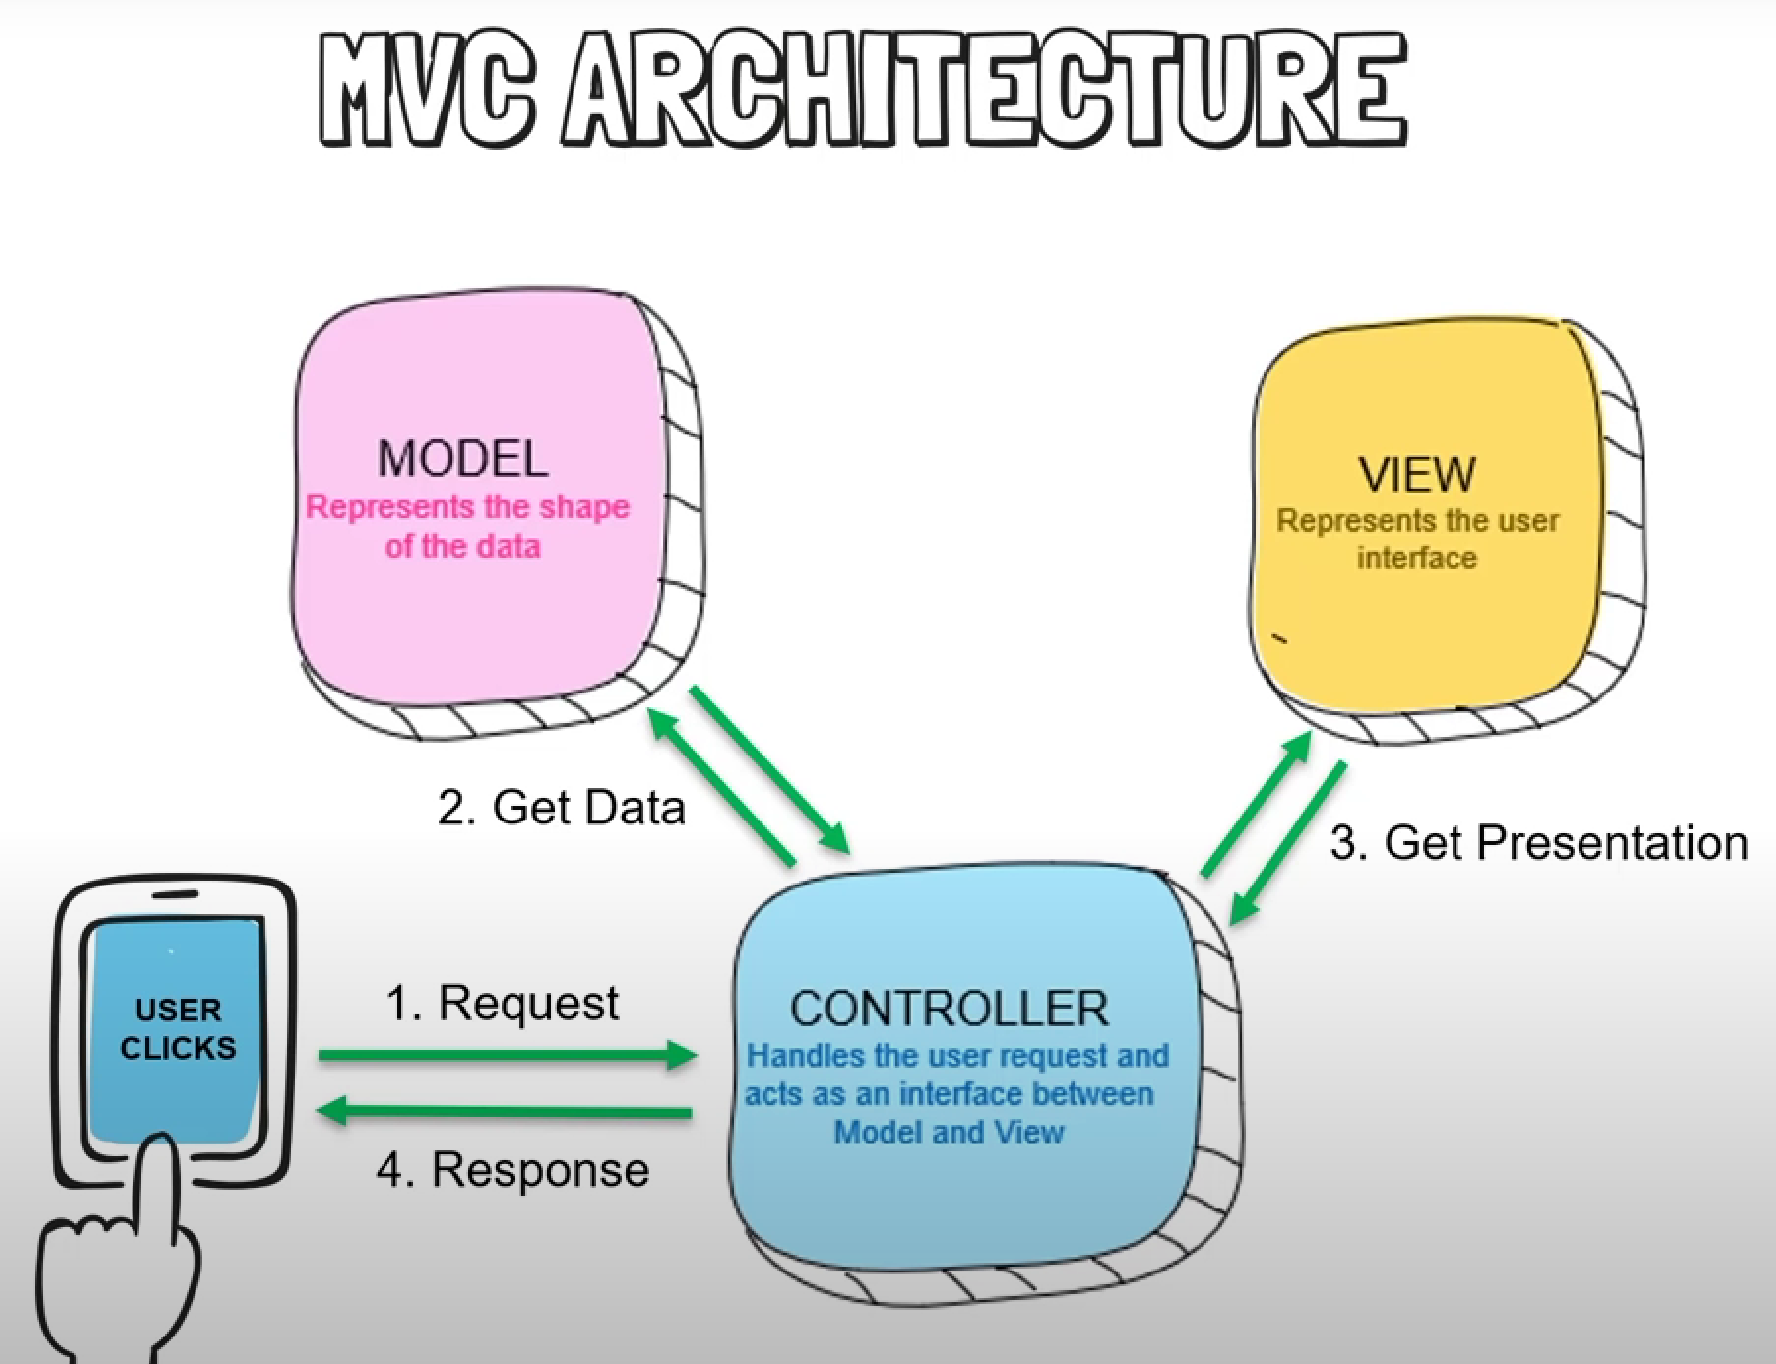 MVC ARCHITECTURE
MODEL
Represents the shape
of the data
VIEW
Represents the user
interface
2. Get Data
3. Get Presentation
USER
CLICKS
1. Request
4. Response
CONTROLLER
Handles the user request and
acts as an interface between
Model and View